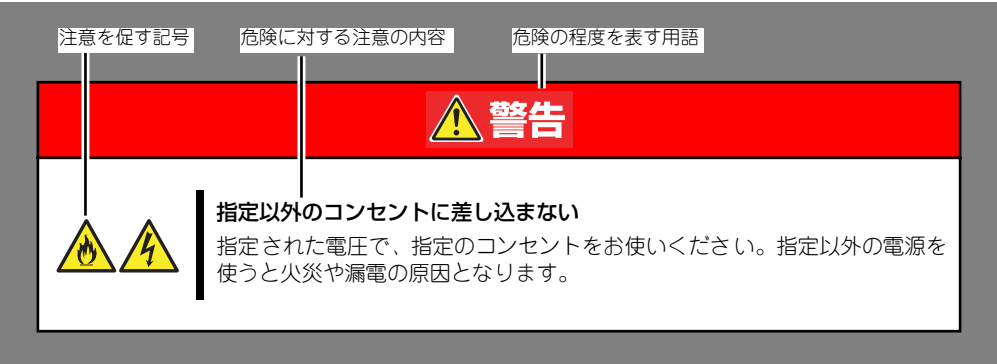 注意を促す記号
危険に対する注意の内容
危険の程度を表す用語
警告
指定以外のコンセントに差し込まない
指定された電圧で、指定のコンセントをお使いください。指定以外の電源を
使うと火災や漏電の原因となります。